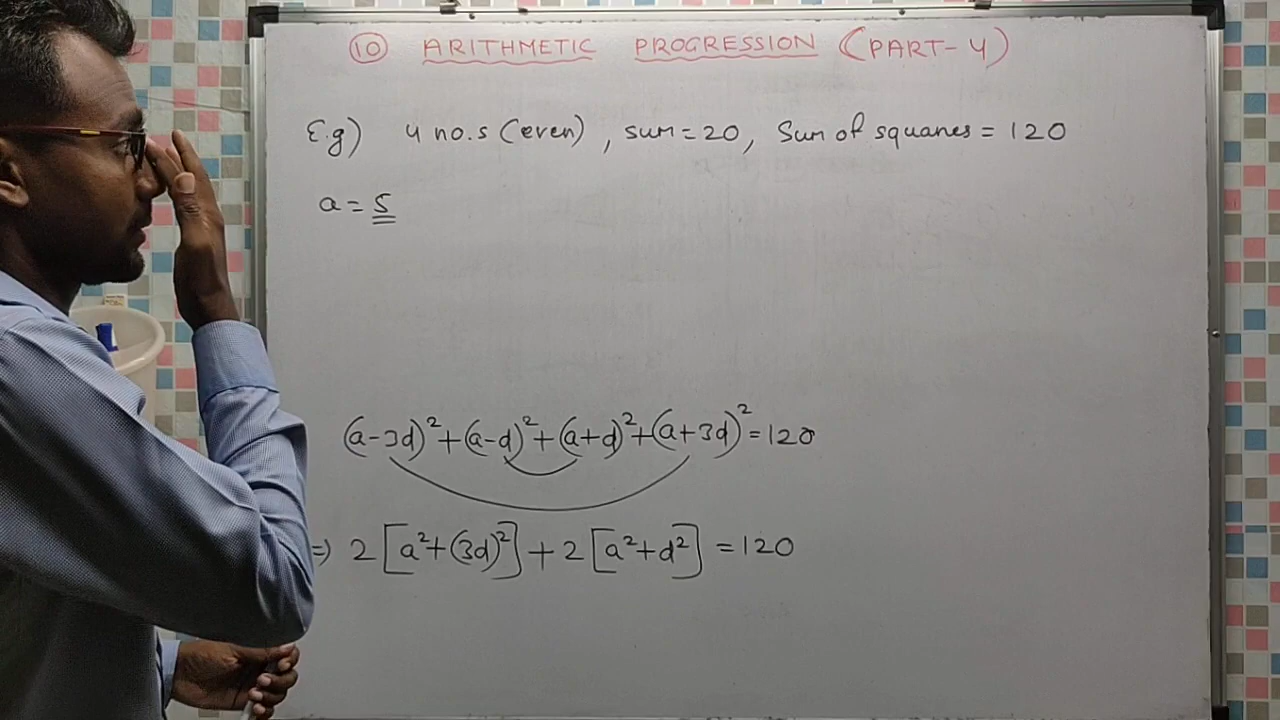 ⑩ ARITHMETIC PROGRESSION (PART-4)
E.g) 4 no.s (even), sum = 20, Sum of squares = 120
a = 5
(a-3d)²+(a-d)²+(a+d)²+(a+3d)² = 120
⇒ 2[a²+(3d)²] + 2[a²+d²] = 120